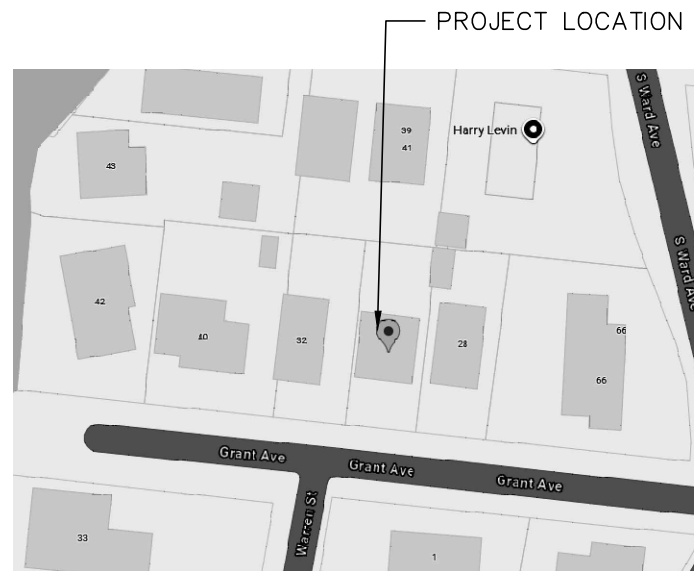 PROJECT LOCATION
S Ward Ave
39
Harry Levin
41
43
S Ward Ave
42
66
40
32
28
66
Grant Ave
Grant Ave
Grant Ave
Warren St
33
1